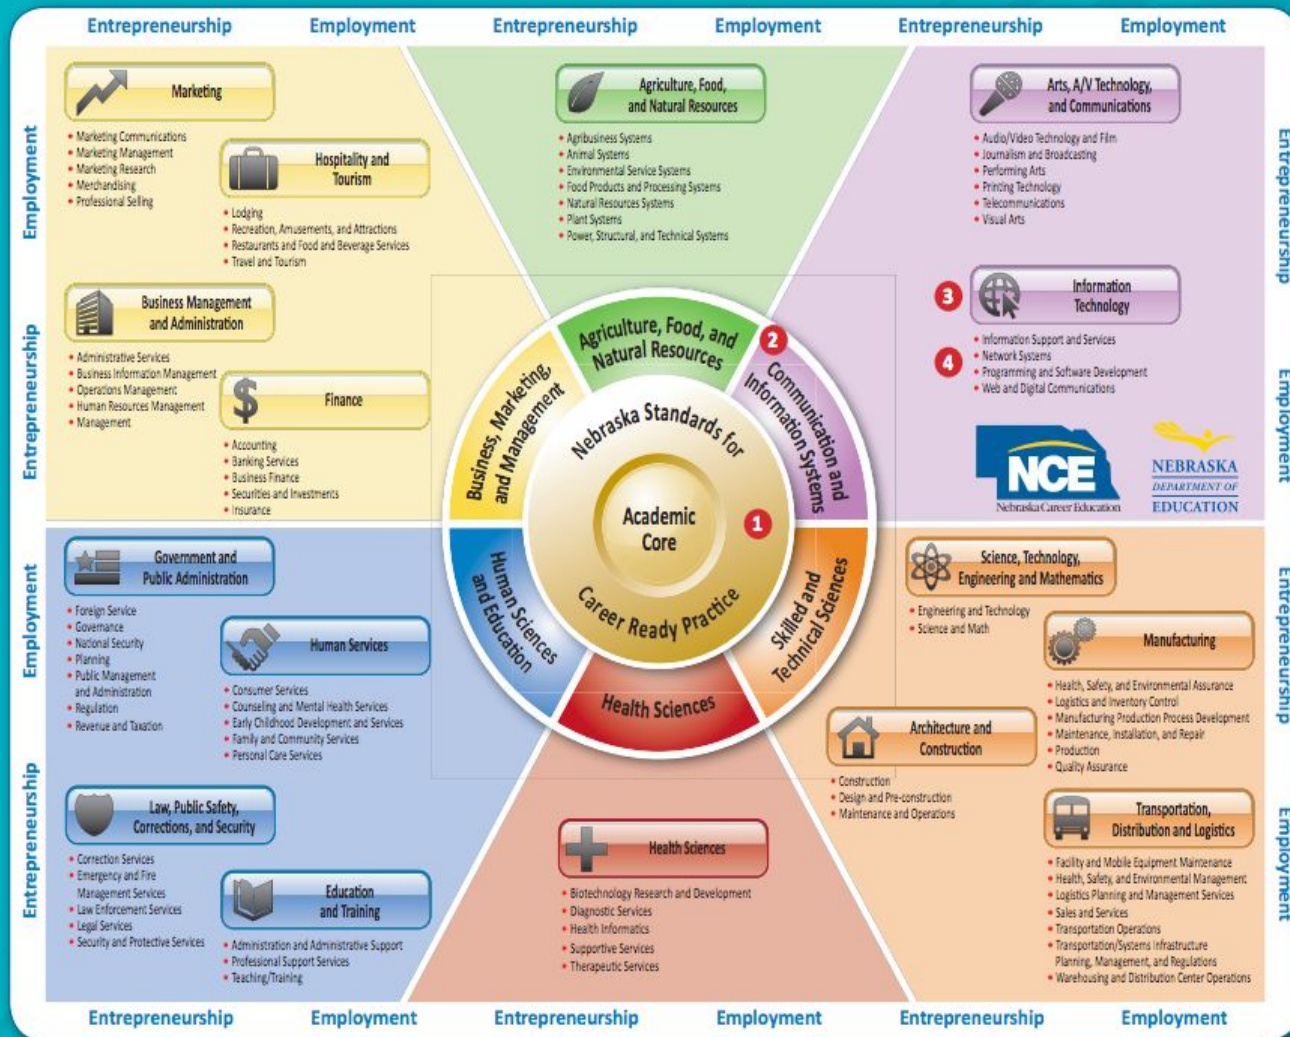 Entrepreneurship Employment Entrepreneurship Employment Entrepreneurship Employment
Employment
Entrepreneurship
Employment
Entrepreneurship
Marketing
• Marketing Communications
• Marketing Management
• Marketing Research
• Merchandising
• Professional Selling
Hospitality and
Tourism
• Lodging
• Recreation, Amusements, and Attractions
• Restaurants and Food and Beverage Services
• Travel and Tourism
Business Management
and Administration
• Administrative Services
• Business Information Management
• Operations Management
• Human Resources Management
• Management
$
Finance
• Accounting
• Banking Services
• Business Finance
• Securities and Investments
• Insurance
Agriculture, Food,
and Natural Resources
• Agribusiness Systems
• Animal Systems
• Environmental Service Systems
• Food Products and Processing Systems
• Natural Resources Systems
• Plant Systems
• Power, Structural, and Technical Systems
Arts, A/V Technology,
and Communications
• Audio/Video Technology and Film
• Journalism and Broadcasting
• Performing Arts
• Printing Technology
• Telecommunications
• Visual Arts
3
Information
Technology
4
• Information Support and Services
• Network Systems
• Programming and Software Development
• Web and Digital Communications
NCE
Nebraska Career Education
NEBRASKA
DEPARTMENT OF
EDUCATION
Agriculture, Food, and
Natural Resources
2
Communication and
Information Systems
Business, Marketing,
and Management
Nebraska Standards for
Academic
Core
1
Career Ready Practice
Human Sciences
and Education
Skilled and
Technical Sciences
Health Sciences
Government and
Public Administration
• Foreign Service
• Governance
• National Security
• Planning
• Public Management
and Administration
• Regulation
• Revenue and Taxation
Human Services
• Consumer Services
• Counseling and Mental Health Services
• Early Childhood Development and Services
• Family and Community Services
• Personal Care Services
Law, Public Safety,
Corrections, and Security
• Correction Services
• Emergency and Fire
Management Services
• Law Enforcement Services
• Legal Services
• Security and Protective Services
Education
and Training
• Administration and Administrative Support
• Professional Support Services
• Teaching/Training
Health Sciences
• Biotechnology Research and Development
• Diagnostic Services
• Health Informatics
• Supportive Services
• Therapeutic Services
Science, Technology,
Engineering and Mathematics
• Engineering and Technology
• Science and Math
Manufacturing
• Health, Safety, and Environmental Assurance
• Logistics and Inventory Control
• Manufacturing Production Process Development
• Maintenance, Installation, and Repair
• Production
• Quality Assurance
Architecture and
Construction
• Construction
• Design and Pre-construction
• Maintenance and Operations
Transportation,
Distribution and Logistics
• Facility and Mobile Equipment Maintenance
• Health, Safety, and Environmental Management
• Logistics Planning and Management Services
• Sales and Services
• Transportation Operations
• Transportation/Systems Infrastructure
Planning, Management, and Regulations
• Warehousing and Distribution Center Operations
Entrepreneurship
Employment
Entrepreneurship
Employment
Entrepreneurship Employment Entrepreneurship Employment Entrepreneurship Employment